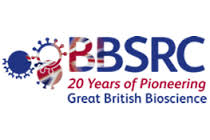 BBSRC
20 Years of Pioneering
Great British Bioscience